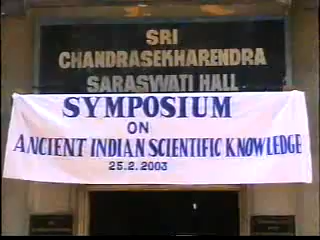 SRI
CHANDRASEKHARENDRA
SARASWATI HALL
SYMPOSIUM
ON
ANCIENT INDIAN SCIENTIFIC KNOWLEDGE
25.2.2003